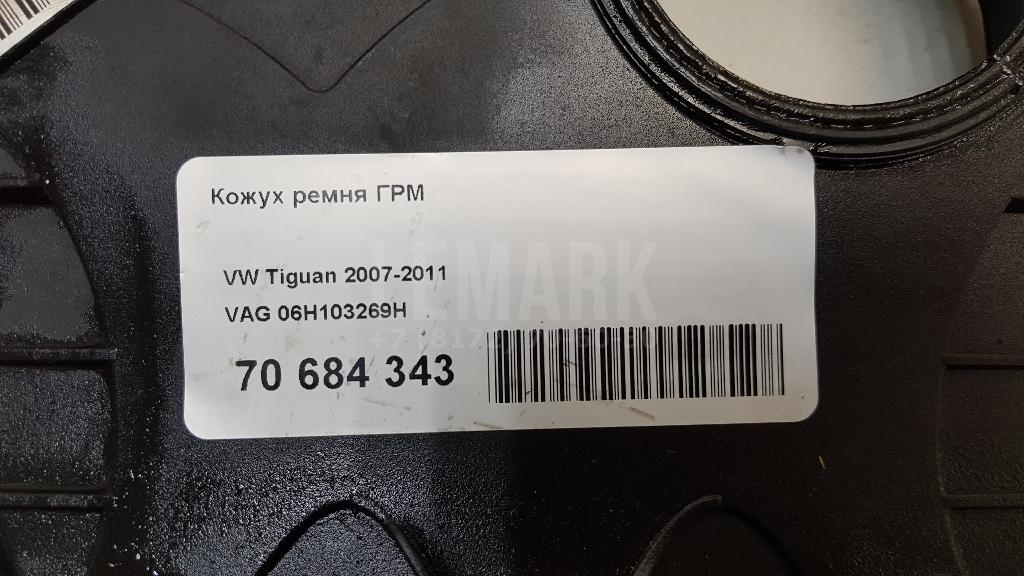 Кожух ремня ГРМ
VW Tiguan 2007-2011
LEMARK
VAG 06H103269H
70 684 343